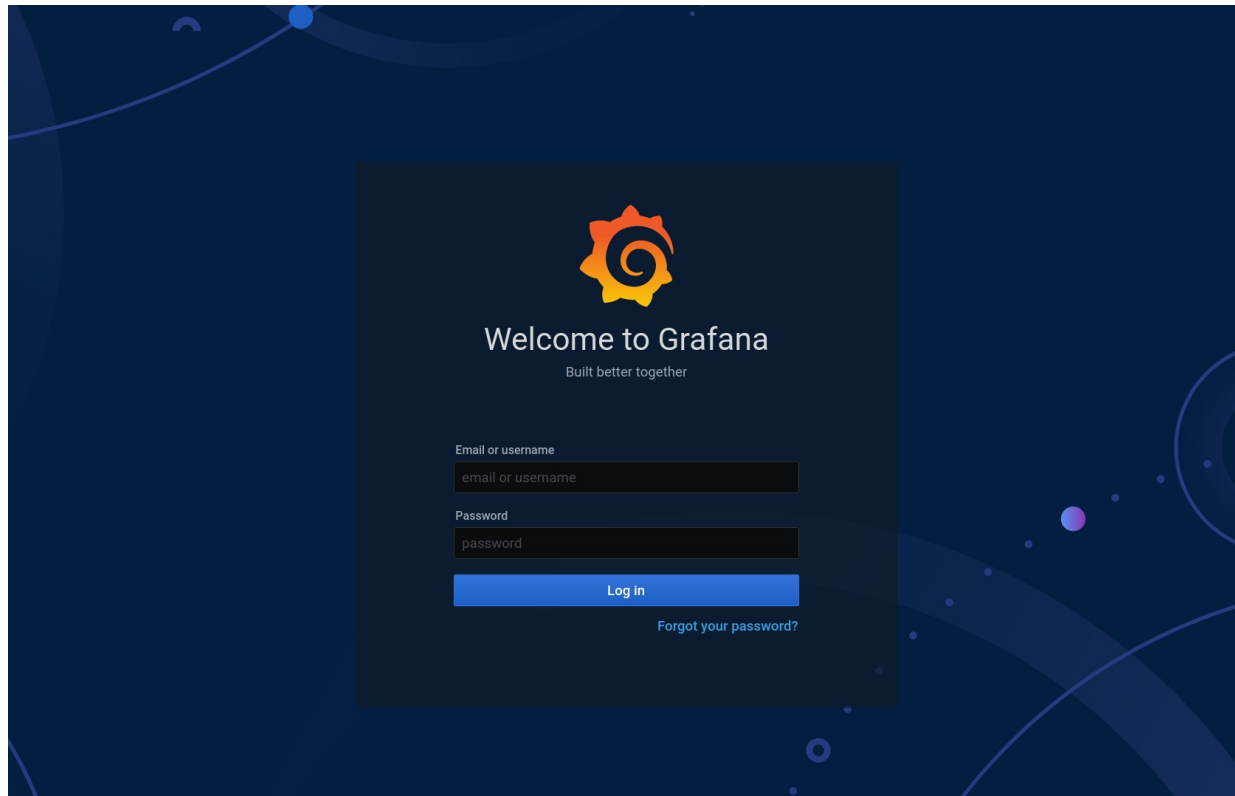 Welcome to Grafana
Built better together
Email or username
email or username
Password
password
Log in
Forgot your password?